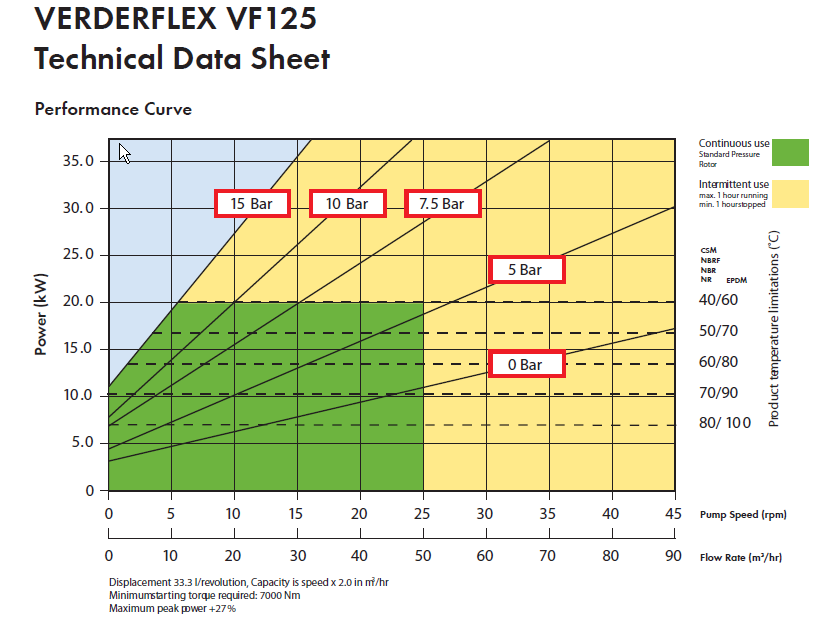 VERDERFLEX VF125
Technical Data Sheet
Performance Curve
Power (kW)
35.0
30.0
25.0
20.0
15.0
10.0
5.0
0
15 Bar
10 Bar
7.5 Bar
5 Bar
0 Bar
0 5 10 15 20 25 30 35 40 45 Pump Speed (rpm)
0 10 20 30 40 50 60 70 80 90 Flow Rate (m³/hr)
Continuous use
Standard Pressure
Rotor
Intermittent use
max. 1 hour running
min. 1 hourstopped
CSM
NBRF
NBR
NR EPDM
40/60
50/70
60/80
70/90
80/ 100
Product temperature limitations (°C)
Displacement 33.3 l/revolution, Capacity is speed x 2.0 in m³/hr
Minimumstarting torque required: 7000 Nm
Maximum peak power +27%